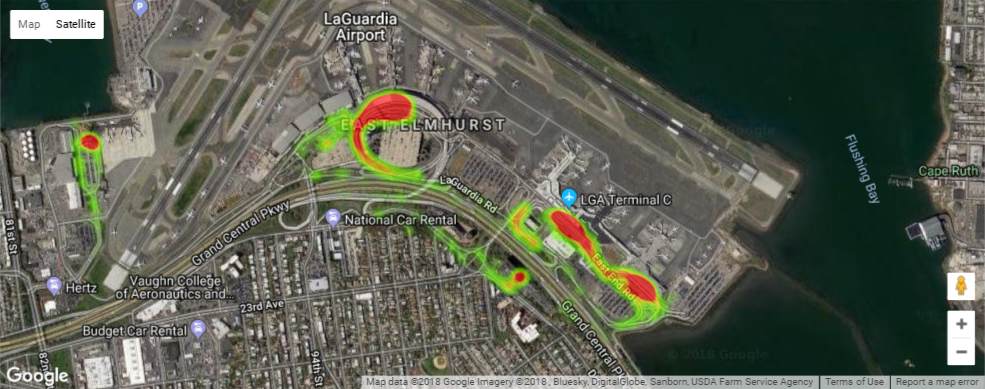 Map Satellite
LaGuardia
Airport
EAST ELMHURST
LGA Terminal C
LaGuardia Rd
East End Rd
Flushing Bay
Cape Ruth
National Car Rental
Grand Central Pkwy
Hertz
Vaughn College
of Aeronautics and...
23rd Ave
Budget Car Rental
81st St
82nd
94th St
Grand Central P
Google
© 2018 Google
Map data ©2018 Google Imagery ©2018 , Bluesky, DigitalGlobe, Sanborn, USDA Farm Service Agency
Terms of Use
Report a map error